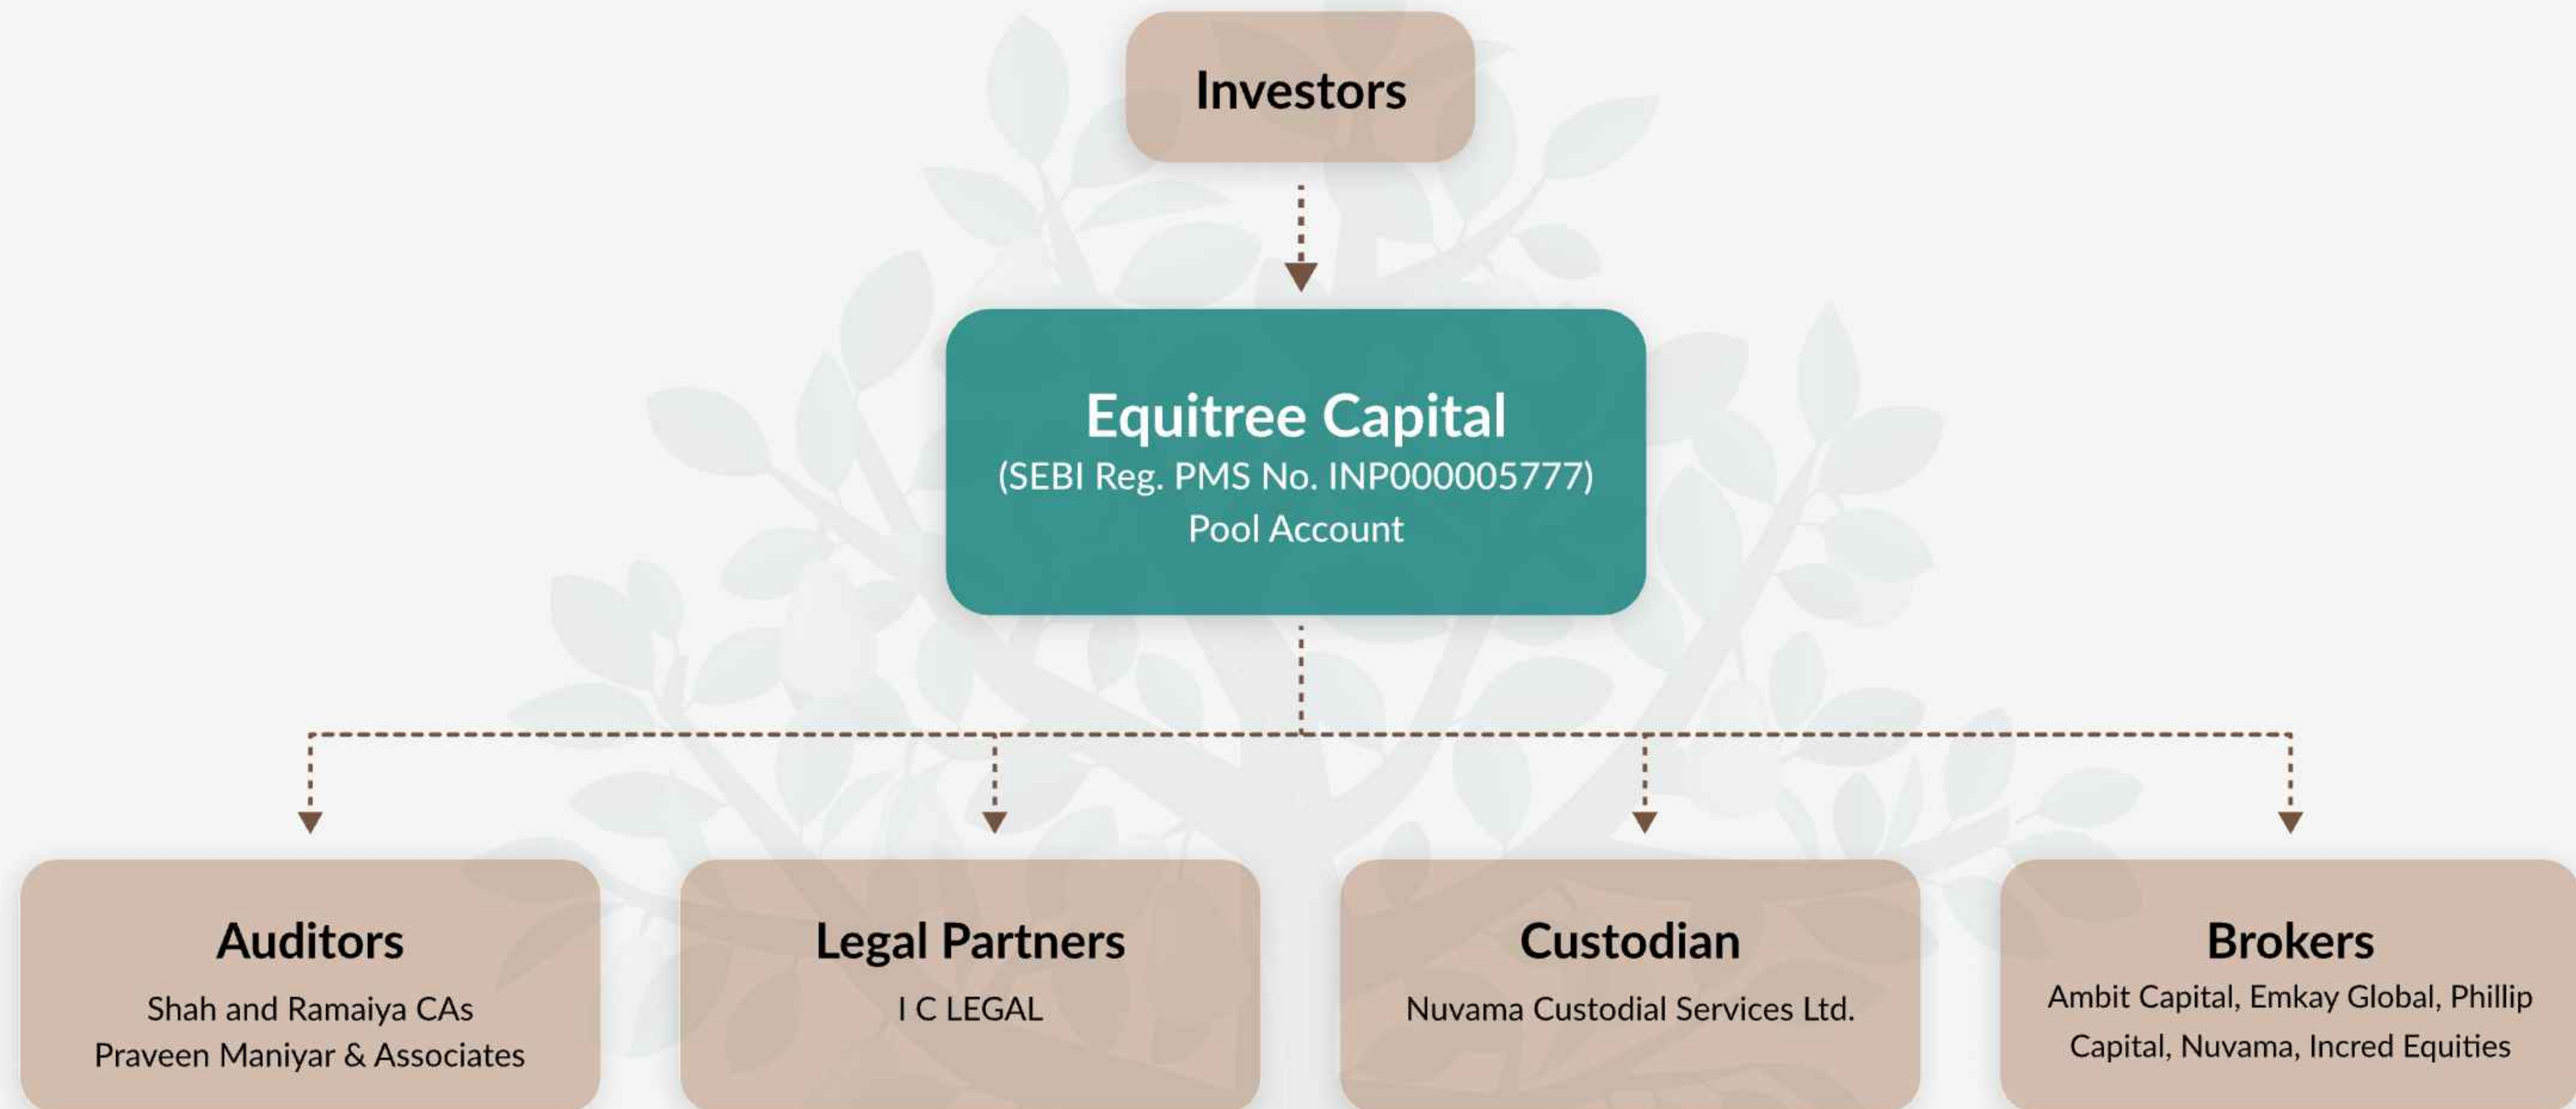 Investors
Equitree Capital
(SEBI Reg. PMS No. INP000005777)
Pool Account
Auditors
Shah and Ramaiya CAs
Praveen Maniyar & Associates
Legal Partners
I C LEGAL
Custodian
Nuvama Custodial Services Ltd.
Brokers
Ambit Capital, Emkay Global, Phillip
Capital, Nuvama, Incred Equities